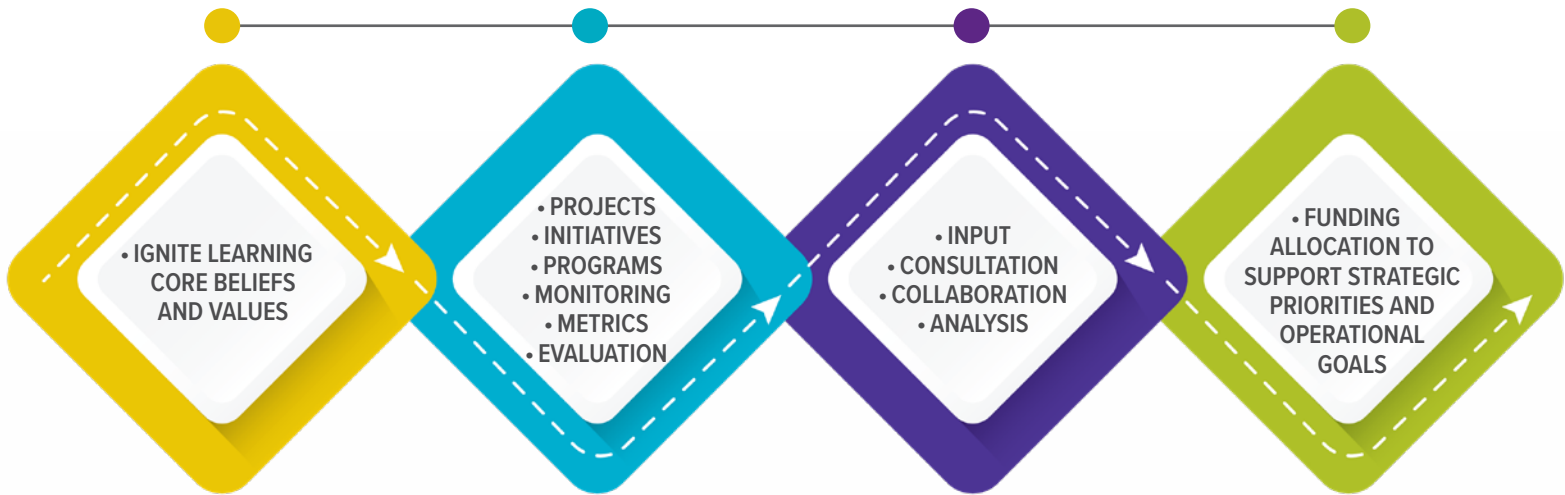 • IGNITE LEARNING
CORE BELIEFS
AND VALUES
• PROJECTS
• INITIATIVES
• PROGRAMS
• MONITORING
• METRICS
• EVALUATION
• INPUT
• CONSULTATION
• COLLABORATION
• ANALYSIS
• FUNDING
ALLOCATION TO
SUPPORT STRATEGIC
PRIORITIES AND
OPERATIONAL
GOALS